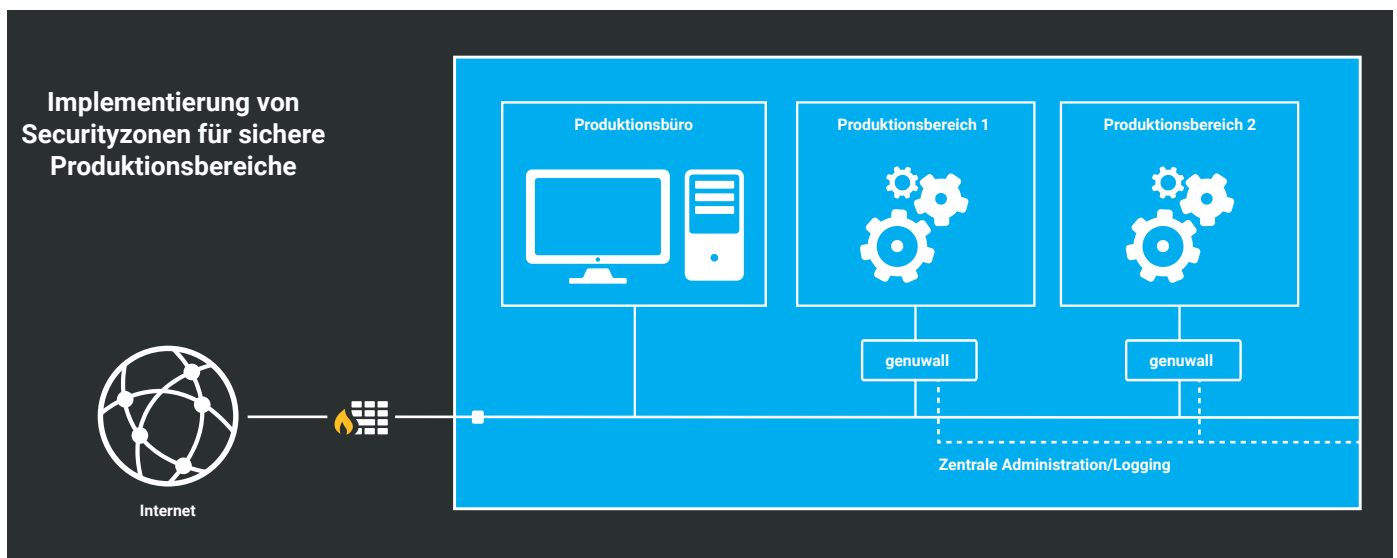 Implementierung von
Securityzonen für sichere
Produktionsbereiche
Produktionsbüro
Produktionsbereich 1
Produktionsbereich 2
genuwall
genuwall
Zentrale Administration/Logging
Internet